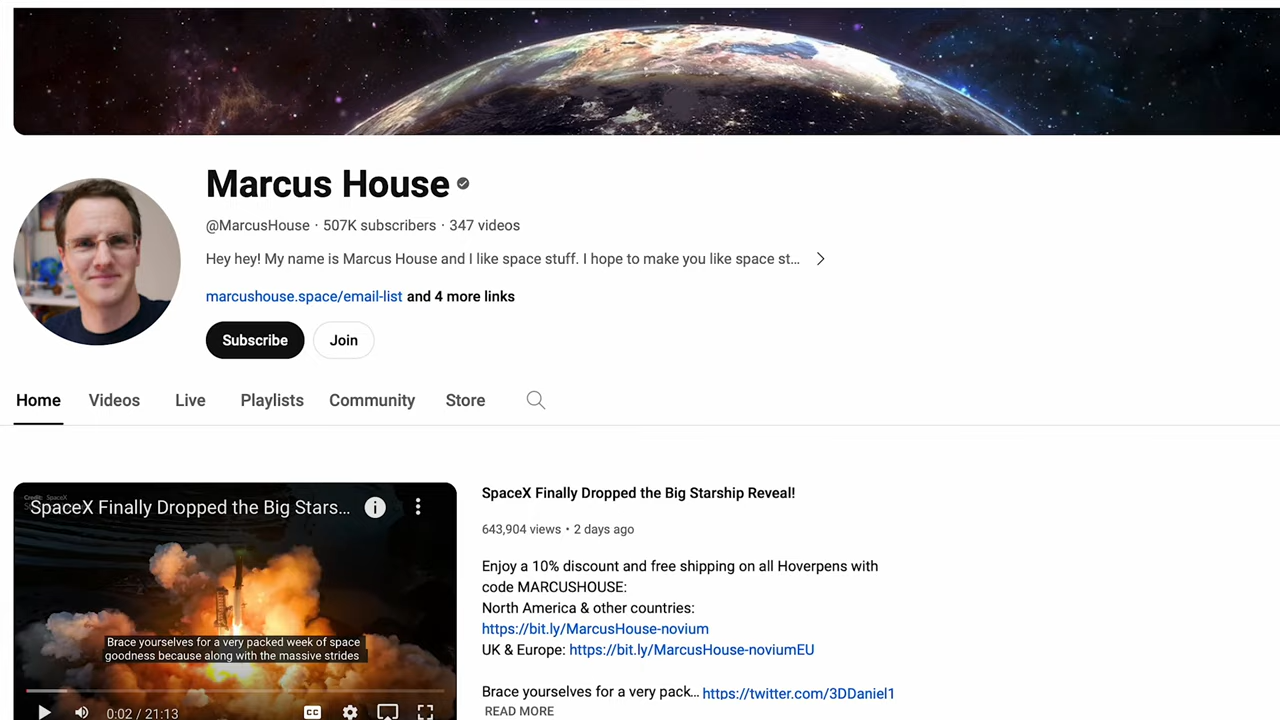 Marcus House
@MarcusHouse · 507K subscribers · 347 videos
Hey hey! My name is Marcus House and I like space stuff. I hope to make you like space st...
marcushouse.space/email-list and 4 more links
Subscribe
Join
Home
Videos
Live
Playlists
Community
Store
Credit: SpaceX
SpaceX Finally Dropped the Big Stars...
Brace yourselves for a very packed week of space
goodness because along with the massive strides
0:02 / 21:13
CC
SpaceX Finally Dropped the Big Starship Reveal!
643,904 views • 2 days ago
Enjoy a 10% discount and free shipping on all Hoverpens with
code MARCUSHOUSE:
North America & other countries:
https://bit.ly/MarcusHouse-novium
UK & Europe: https://bit.ly/MarcusHouse-noviumEU
Brace yourselves for a very pack... https://twitter.com/3DDaniel1
READ MORE